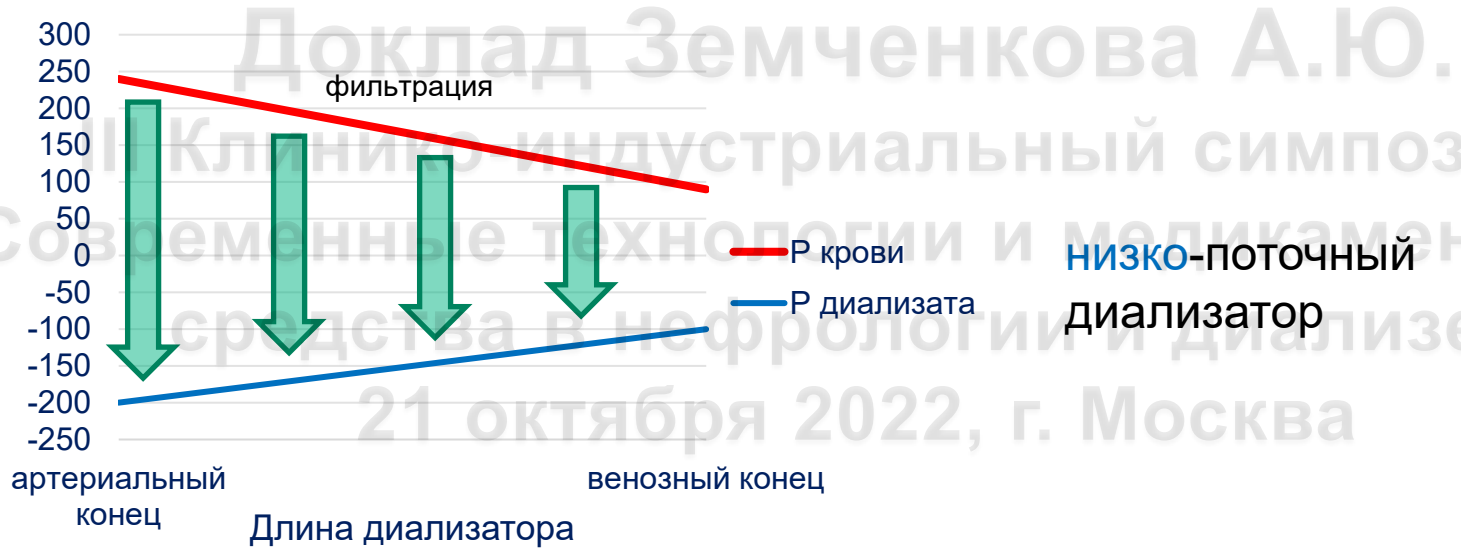 Доклад Земченкова А.Ю.
III Клинико-индустриальный симпоз
Современные технологии и медикамен
средства в нефрологии и диализе
21 октября 2022, г. Москва
300
250
200
150
100
50
0
-50
-100
-150
-200
-250
фильтрация
Р крови
Р диализата
низко-поточный
диализатор
артериальный
конец
венозный конец
Длина диализатора